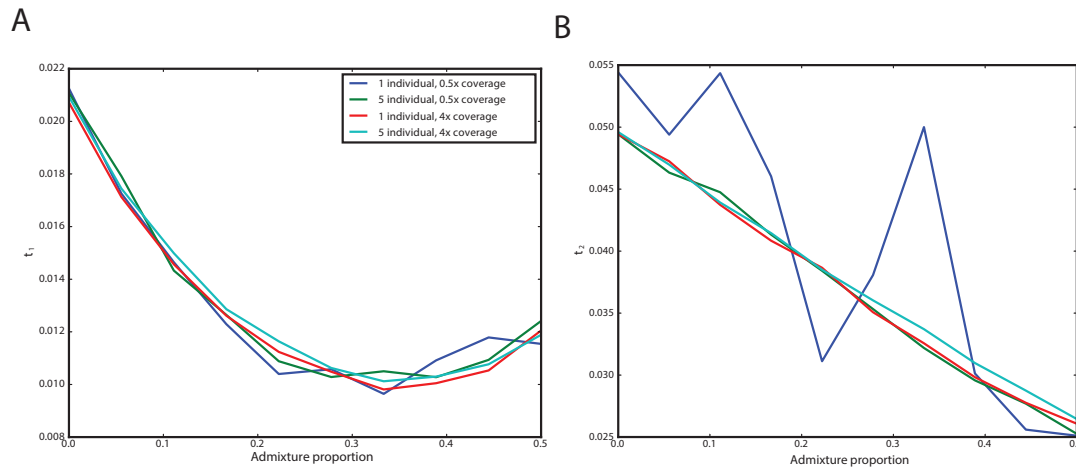 A
0.022
0.020
0.018
0.016
t1
0.014
0.012
0.010
0.008
0.0 0.1 0.2 0.3 0.4 0.5
Admixture proportion
1 individual, 0.5x coverage
5 individual, 0.5x coverage
1 individual, 4x coverage
5 individual, 4x coverage
B
0.055
0.050
0.045
0.040
t2
0.035
0.030
0.025
0.0 0.1 0.2 0.3 0.4 0.5
Admixture proportion